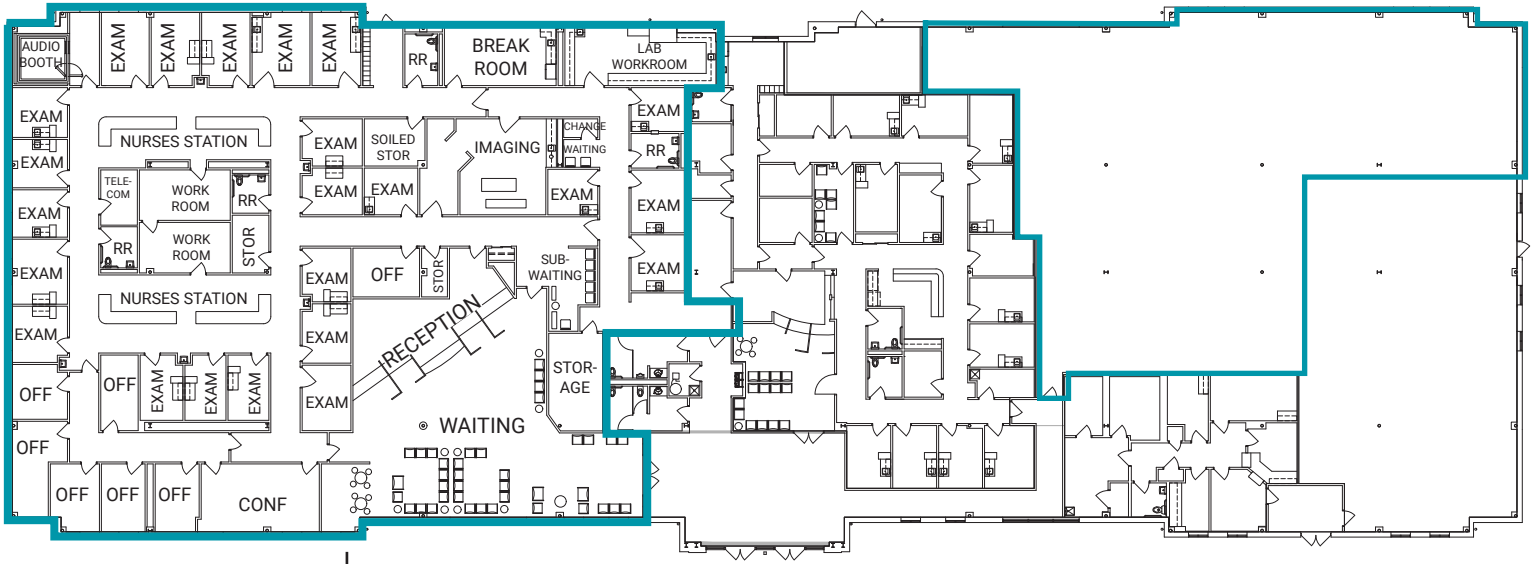 AUDIO
BOOTH
EXAM
EXAM
EXAM
EXAM
EXAM
RR
BREAK
ROOM
LAB
WORKROOM
EXAM
EXAM
EXAM
EXAM
EXAM
NURSES STATION
TELE-
COM
WORK
ROOM
RR
RR
WORK
ROOM
STOR
NURSES STATION
EXAM
SOILED
STOR
IMAGING
CHANGE
WAITING
EXAM
RR
EXAM
EXAM
EXAM
EXAM
EXAM
OFF
STOR
SUB-
WAITING
EXAM
EXAM
RECEPTION
EXAM
STOR-
AGE
WAITING
OFF
OFF
EXAM
EXAM
EXAM
OFF
OFF
OFF
OFF
CONF